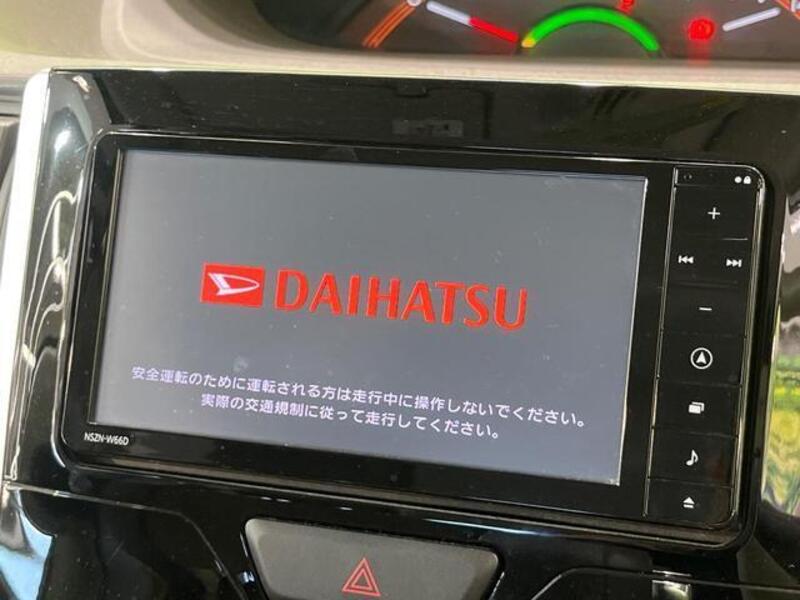 DAIHATSU
安全運転のために運転される方は走行中に操作しないでください。
実際の交通規制に従って走行してください。
NSZN-W66D